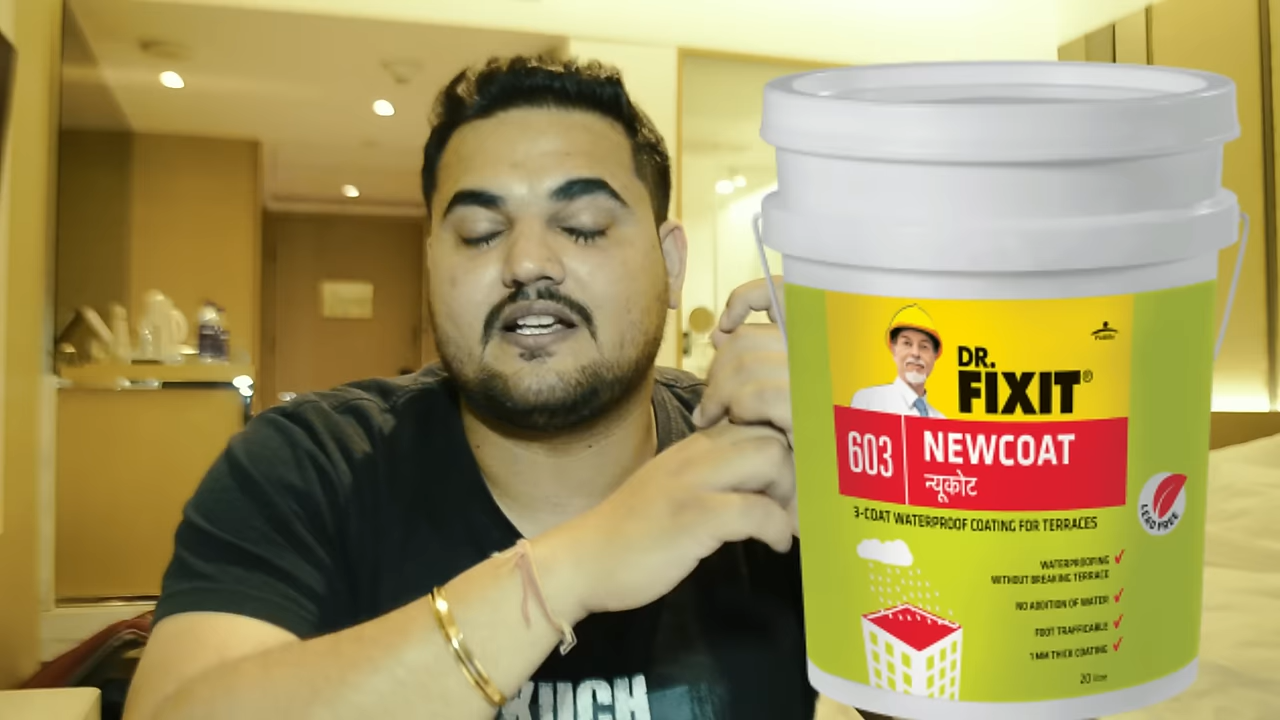 Pidilite
DR.
FIXIT®
603
NEWCOAT
न्यूकोट
3-COAT WATERPROOF COATING FOR TERRACES
LEAD FREE
WATERPROOFING
WITHOUT BREAKING TERRACE
NO ADDITION OF WATER
FOOT TRAFFICABLE
1 MM THICK COATING
20 litre
KUCH